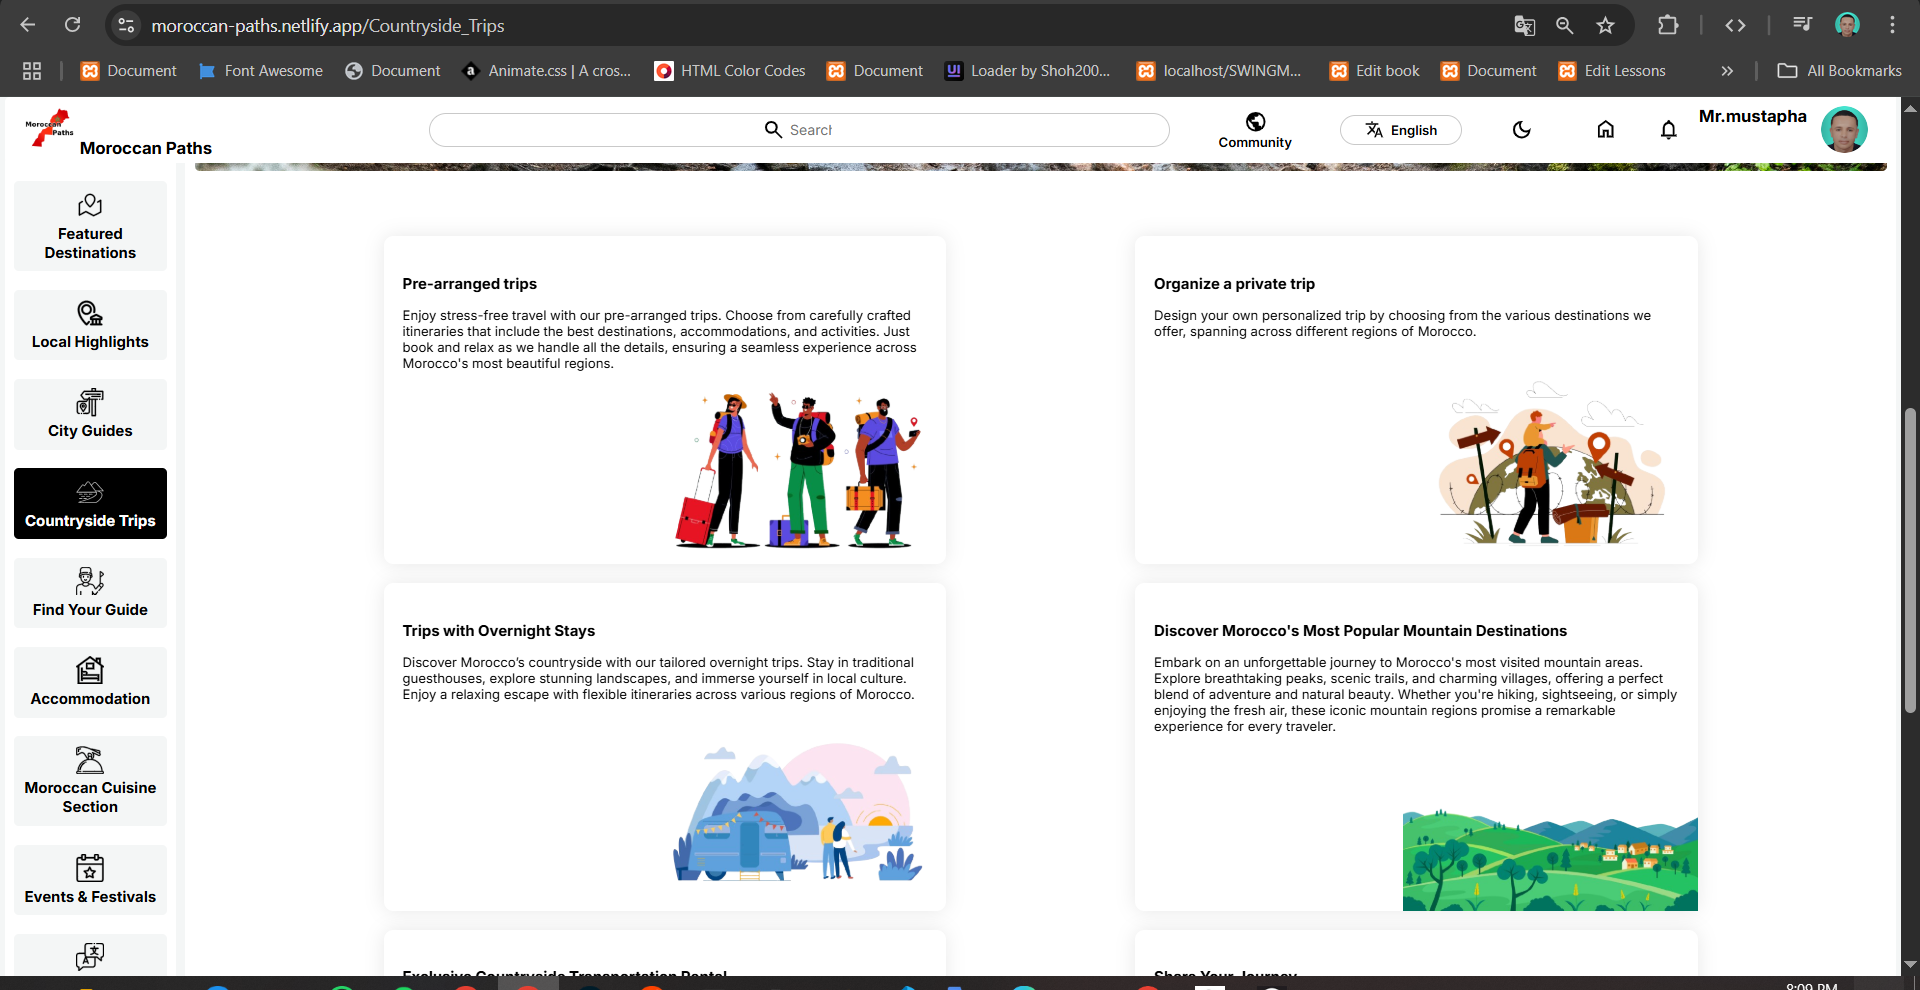 moroccan-paths.netlify.app/Countryside_Trips
Document
Font Awesome
Document
Animate.css | A cros...
HTML Color Codes
Document
Loader by Shoh200...
localhost/SWINGM...
Edit book
Document
Edit Lessons
All Bookmarks
Moroccan Paths
Moroccan Paths
Search
Community
English
Mr.mustapha
Featured
Destinations
Local Highlights
City Guides
Countryside Trips
Find Your Guide
Accommodation
Moroccan Cuisine
Section
Events & Festivals
Pre-arranged trips
Enjoy stress-free travel with our pre-arranged trips. Choose from carefully crafted
itineraries that include the best destinations, accommodations, and activities. Just
book and relax as we handle all the details, ensuring a seamless experience across
Morocco's most beautiful regions.
Organize a private trip
Design your own personalized trip by choosing from the various destinations we
offer, spanning across different regions of Morocco.
Trips with Overnight Stays
Discover Morocco’s countryside with our tailored overnight trips. Stay in traditional
guesthouses, explore stunning landscapes, and immerse yourself in local culture.
Enjoy a relaxing escape with flexible itineraries across various regions of Morocco.
Discover Morocco's Most Popular Mountain Destinations
Embark on an unforgettable journey to Morocco's most visited mountain areas.
Explore breathtaking peaks, scenic trails, and charming villages, offering a perfect
blend of adventure and natural beauty. Whether you're hiking, sightseeing, or simply
enjoying the fresh air, these iconic mountain regions promise a remarkable
experience for every traveler.
Exclusive Countryside Transportation Rental
Share Your Journey
8:09 PM